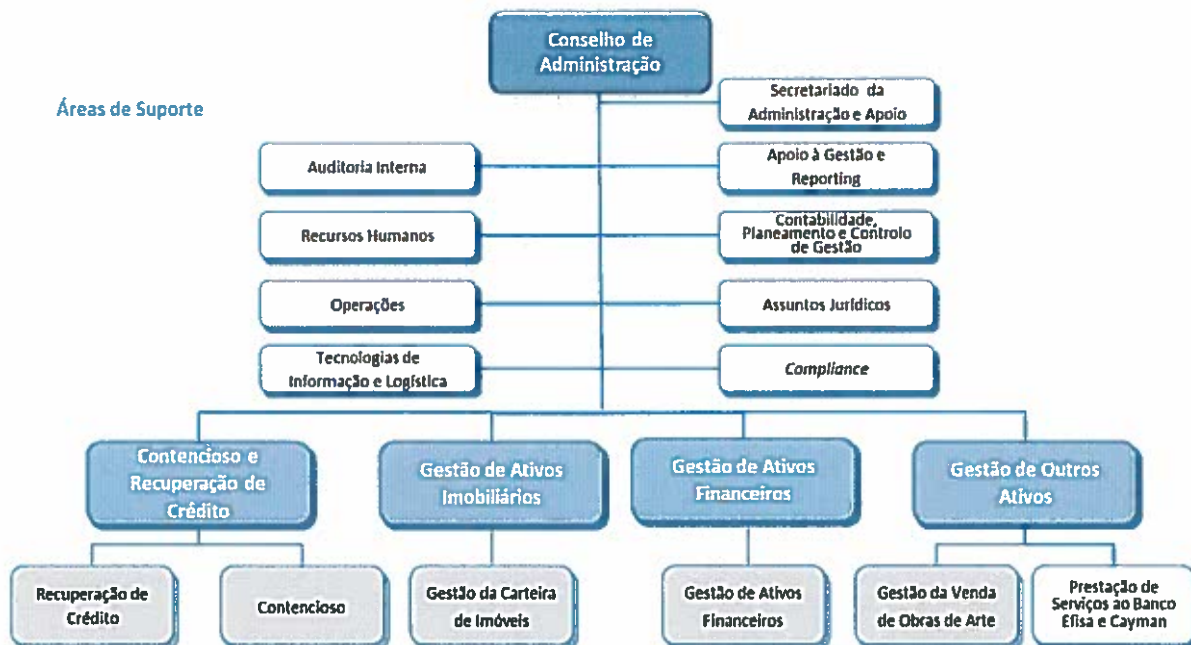 Conselho de
Administração
Áreas de Suporte
Secretariado da
Administração e Apoio
Auditoria Interna
Apoio à Gestão e
Reporting
Recursos Humanos
Contabilidade,
Planeamento e Controlo
de Gestão
Operações
Assuntos Jurídicos
Tecnologias de
Informação e Logística
Compliance
Contencioso e
Recuperação de
Crédito
Gestão de Ativos
Imobiliários
Gestão de Ativos
Financeiros
Gestão de Outros
Ativos
Recuperação de
Crédito
Contencioso
Gestão da Carteira
de Imóveis
Gestão de Ativos
Financeiros
Gestão da Venda
de Obras de Arte
Prestação de
Serviços ao Banco
Efisa e Cayman